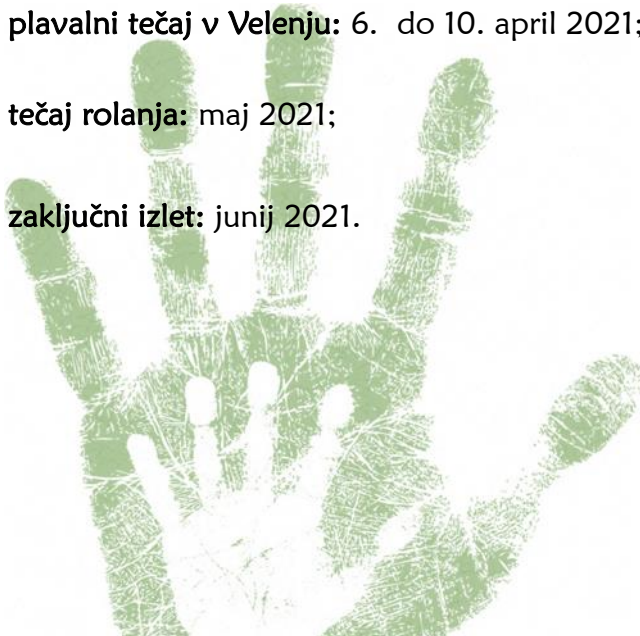 plavalni tečaj v Velenju: 6. do 10. april 2021;
tečaj rolanja: maj 2021;
zaključni izlet: junij 2021.